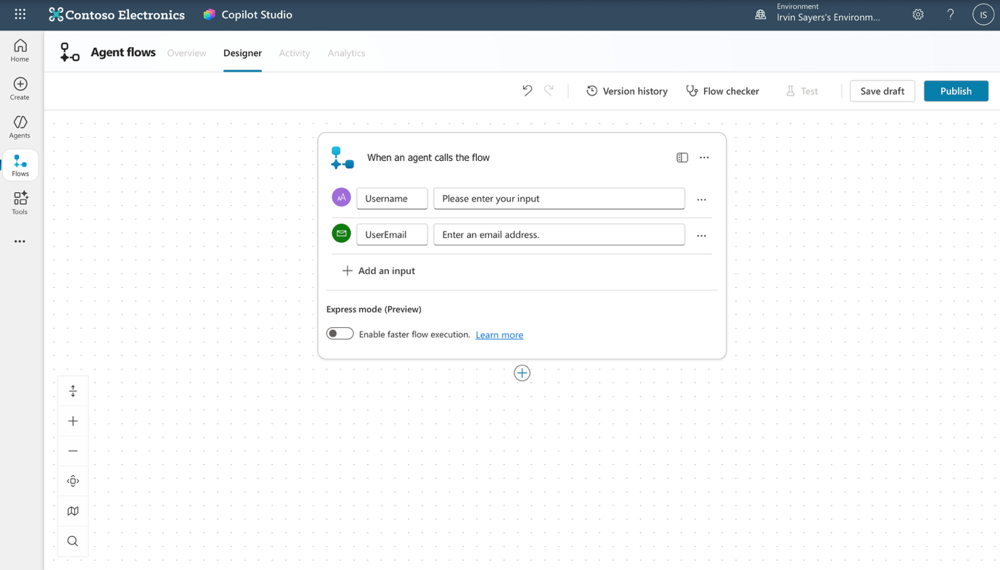 Contoso Electronics
Copilot Studio
Environment
Irvin Sayers's Environm...
IS
Home
Create
Agents
Flows
Tools
Agent flows
Overview
Designer
Activity
Analytics
Version history
Flow checker
Test
Save draft
Publish
When an agent calls the flow
AA
Username
Please enter your input
UserEmail
Enter an email address.
Add an input
Express mode (Preview)
Enable faster flow execution. Learn more